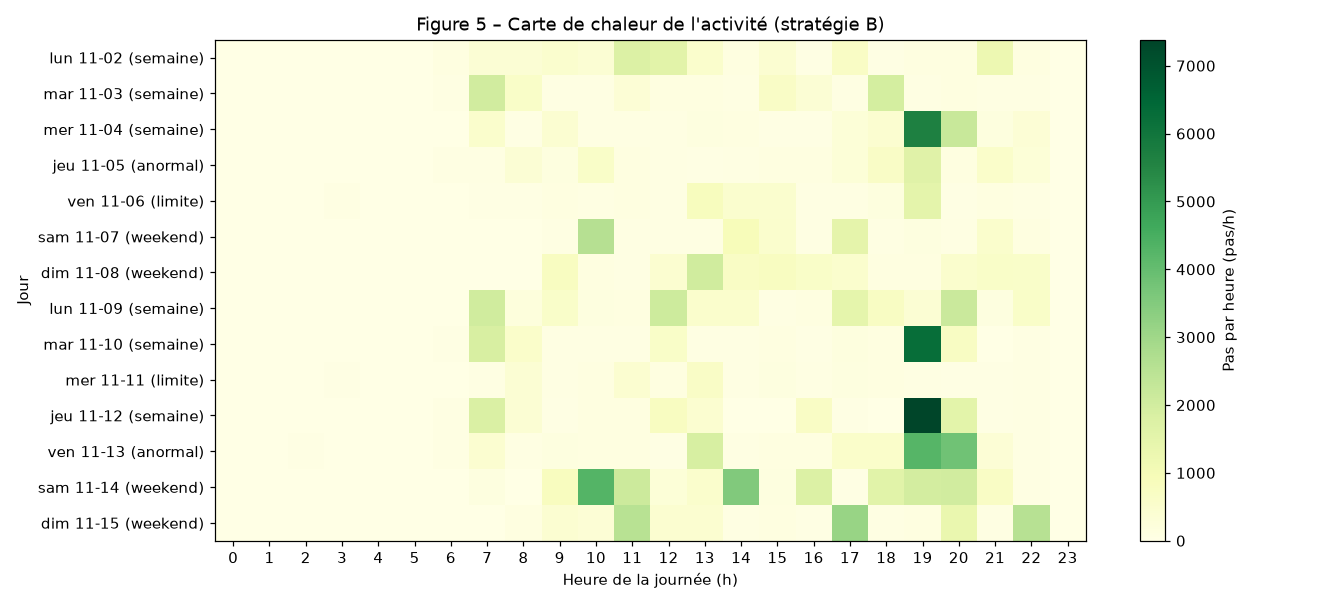 Figure 5 – Carte de chaleur de l'activité (stratégie B)
Jour
lun 11-02 (semaine)
mar 11-03 (semaine)
mer 11-04 (semaine)
jeu 11-05 (anormal)
ven 11-06 (limite)
sam 11-07 (weekend)
dim 11-08 (weekend)
lun 11-09 (semaine)
mar 11-10 (semaine)
mer 11-11 (limite)
jeu 11-12 (semaine)
ven 11-13 (anormal)
sam 11-14 (weekend)
dim 11-15 (weekend)
0 1 2 3 4 5 6 7 8 9 10 11 12 13 14 15 16 17 18 19 20 21 22 23
Heure de la journée (h)
7000
6000
5000
4000
3000
2000
1000
0
Pas par heure (pas/h)